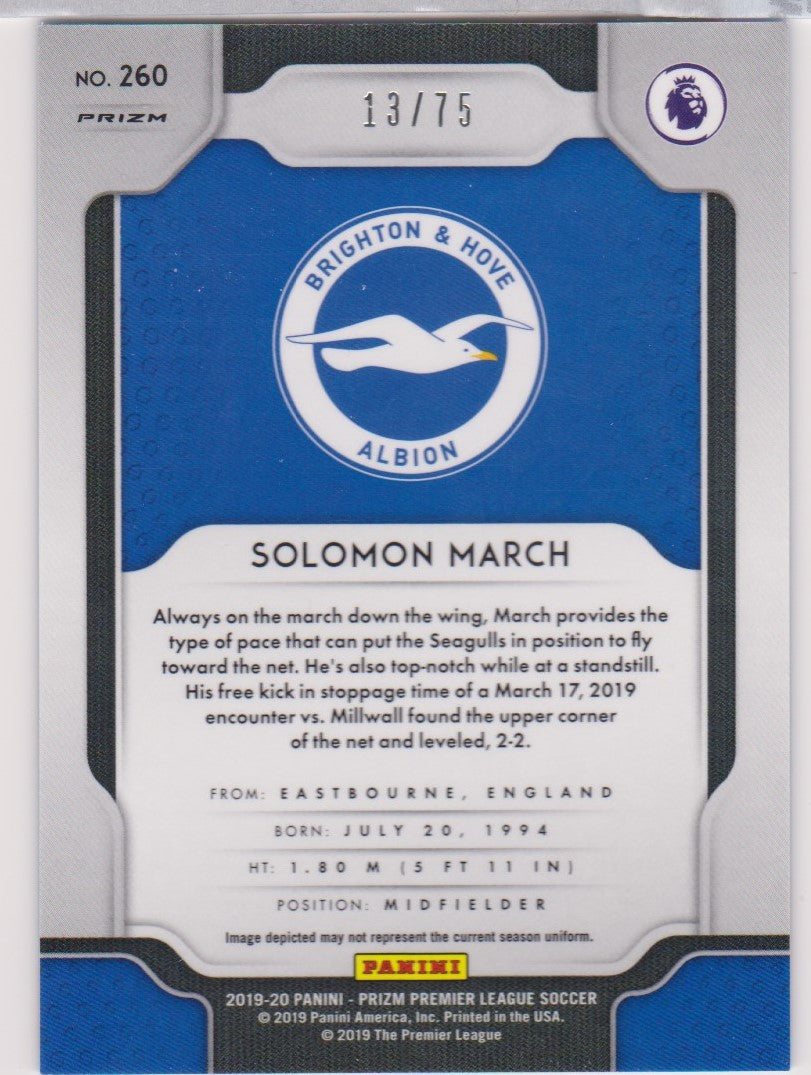 NO. 260
PRIZM
13/75
BRIGHTON & HOVE
ALBION
SOLOMON MARCH
Always on the march down the wing, March provides the
type of pace that can put the Seagulls in position to fly
toward the net. He's also top-notch while at a standstill.
His free kick in stoppage time of a March 17, 2019
encounter vs. Millwall found the upper corner
of the net and leveled, 2-2.
FROM: EASTBOURNE, ENGLAND
BORN: JULY 20, 1994
HT: 1.80 M (5 FT 11 IN)
POSITION: MIDFIELDER
Image depicted may not represent the current season uniform.
PANINI
2019-20 PANINI - PRIZM PREMIER LEAGUE SOCCER
© 2019 Panini America, Inc. Printed in the USA.
© 2019 The Premier League